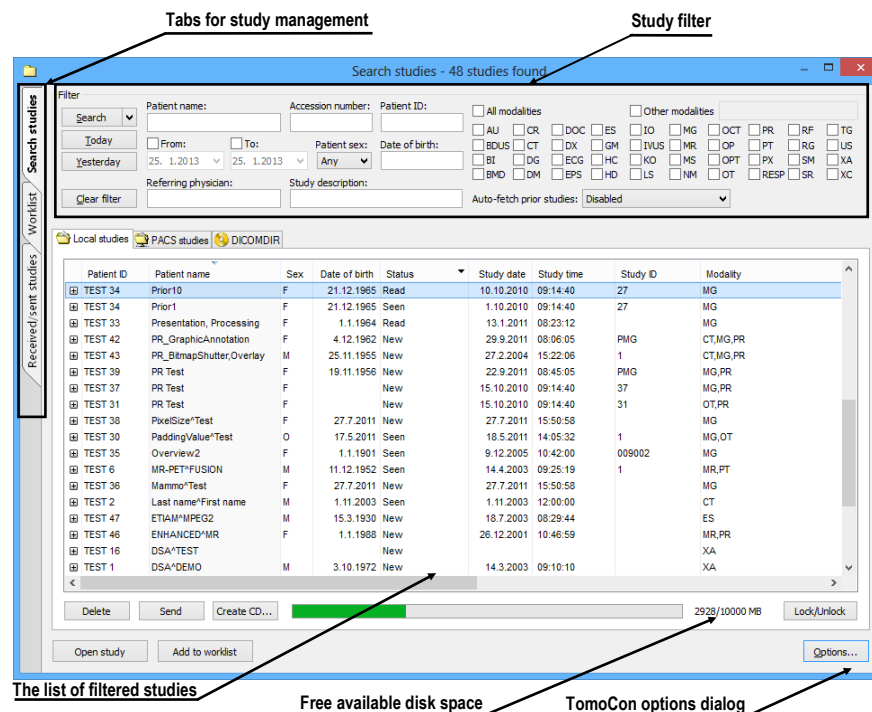 Tabs for study management
Study filter
Search studies - 48 studies found
Search studies
Worklist
Received/sent studies
Filter
Search
Today
Yesterday
Clear filter
Patient name:
Accession number:
Patient ID:
From:
To:
Patient sex:
Date of birth:
25. 1.2013
25. 1.2013
Any
Referring physician:
Study description:
All modalities
Other modalities
AU CR DOC ES IO MG OCT PR RF TG
BDUS CT DX GM IVUS MR OP PT RG US
BI DG ECG HC KO MS OPT PX SM XA
BMD DM EPS HD LS NM OT RESP SR XC
Auto-fetch prior studies: Disabled
Local studies PACS studies DICOMDIR
Patient ID Patient name Sex Date of birth Status Study date Study time Study ID Modality
TEST 34 Prior10 F 21.12.1965 Read 10.10.2010 09:14:40 27 MG
TEST 34 Prior1 F 21.12.1965 Seen 1.10.2010 09:14:40 27 MG
TEST 33 Presentation, Processing F 1.1.1964 Read 13.1.2011 08:23:12 MG
TEST 42 PR_GraphicAnnotation F 4.12.1962 New 29.9.2011 08:06:05 PMG CT,MG,PR
TEST 43 PR_BitmapShutter,Overlay M 25.11.1955 New 27.2.2004 15:22:06 1 CT,MG,PR
TEST 39 PR Test F 19.11.1956 New 22.9.2011 08:45:05 PMG MG,PR
TEST 37 PR Test F New 15.10.2010 09:14:40 37 MG,PR
TEST 31 PR Test F New 15.10.2010 09:14:40 31 OT,PR
TEST 38 PixelSize^Test F 27.7.2011 New 27.7.2011 15:50:58 MG
TEST 30 PaddingValue^Test O 17.5.2011 Seen 18.5.2011 14:05:32 1 MG,OT
TEST 35 Overview2 F 1.1.1901 Seen 9.12.2005 10:42:00 009002 MG
TEST 6 MR-PET^FUSION M 11.12.1952 Seen 14.4.2003 09:25:19 1 MR,PT
TEST 36 Mammo^Test F 27.7.2011 New 27.7.2011 15:50:58 MG
TEST 2 Last name^First name M 1.11.2003 Seen 1.11.2003 12:00:00 CT
TEST 47 ETIAM^MPEG2 M 15.3.1930 New 18.7.2003 08:29:44 ES
TEST 46 ENHANCED^MR F 1.1.1988 New 26.12.2001 10:46:59 MR,PR
TEST 16 DSA^TEST New XA
TEST 1 DSA^DEMO M 3.10.1972 New 14.3.2003 09:10:10 XA
Delete Send Create CD... 2928/10000 MB Lock/Unlock
Open study Add to worklist Options...
The list of filtered studies
Free available disk space
TomoCon options dialog